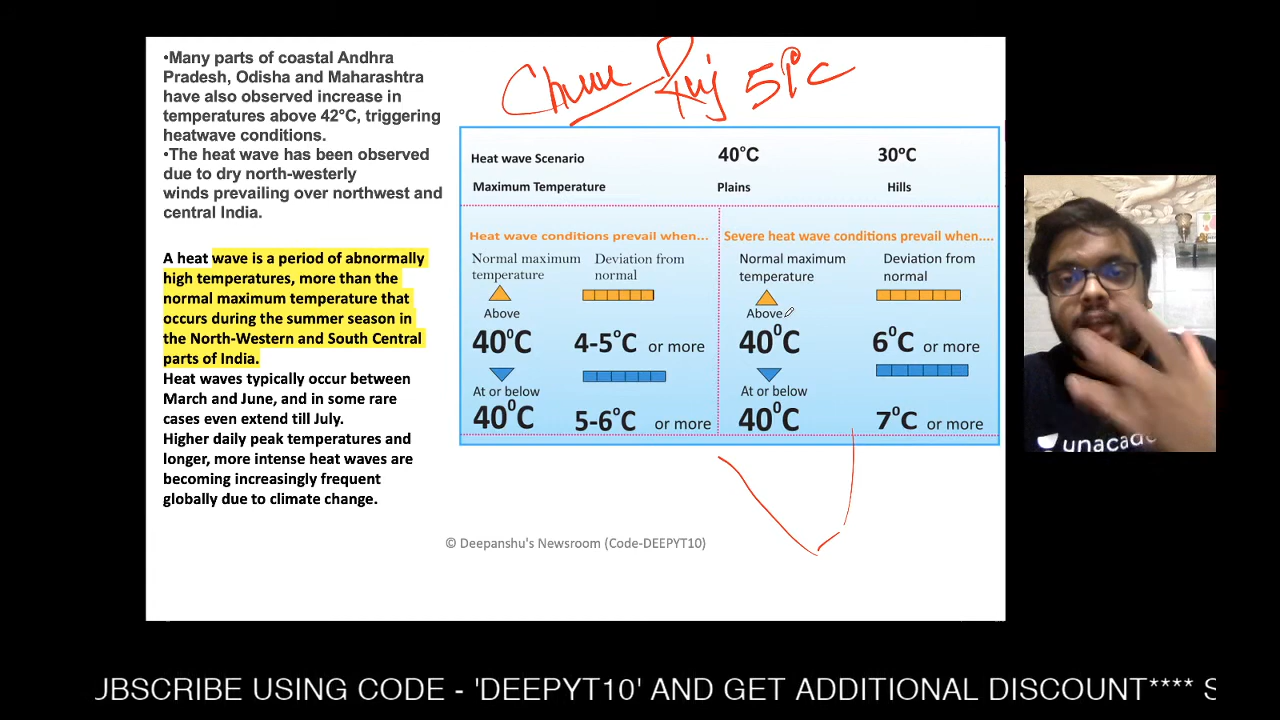 •Many parts of coastal Andhra
Pradesh, Odisha and Maharashtra
have also observed increase in
temperatures above 42°C, triggering
heatwave conditions.
•The heat wave has been observed
due to dry north-westerly
winds prevailing over northwest and
central India.
A heat wave is a period of abnormally
high temperatures, more than the
normal maximum temperature that
occurs during the summer season in
the North-Western and South Central
parts of India.
Heat waves typically occur between
March and June, and in some rare
cases even extend till July.
Higher daily peak temperatures and
longer, more intense heat waves are
becoming increasingly frequent
globally due to climate change.
51°C
Heat wave Scenario 40°C 30°C
Maximum Temperature Plains Hills
Heat wave conditions prevail when...
Normal maximum Deviation from
temperature normal
Above
40°C 4-5°C or more
At or below
40°C 5-6°C or more
Severe heat wave conditions prevail when....
Normal maximum Deviation from
temperature normal
Above
40°C 6°C or more
At or below
40°C 7°C or more
© Deepanshu's Newsroom (Code-DEEPYT10)
unacad
UBSCRIBE USING CODE - 'DEEPYT10' AND GET ADDITIONAL DISCOUNT**** S